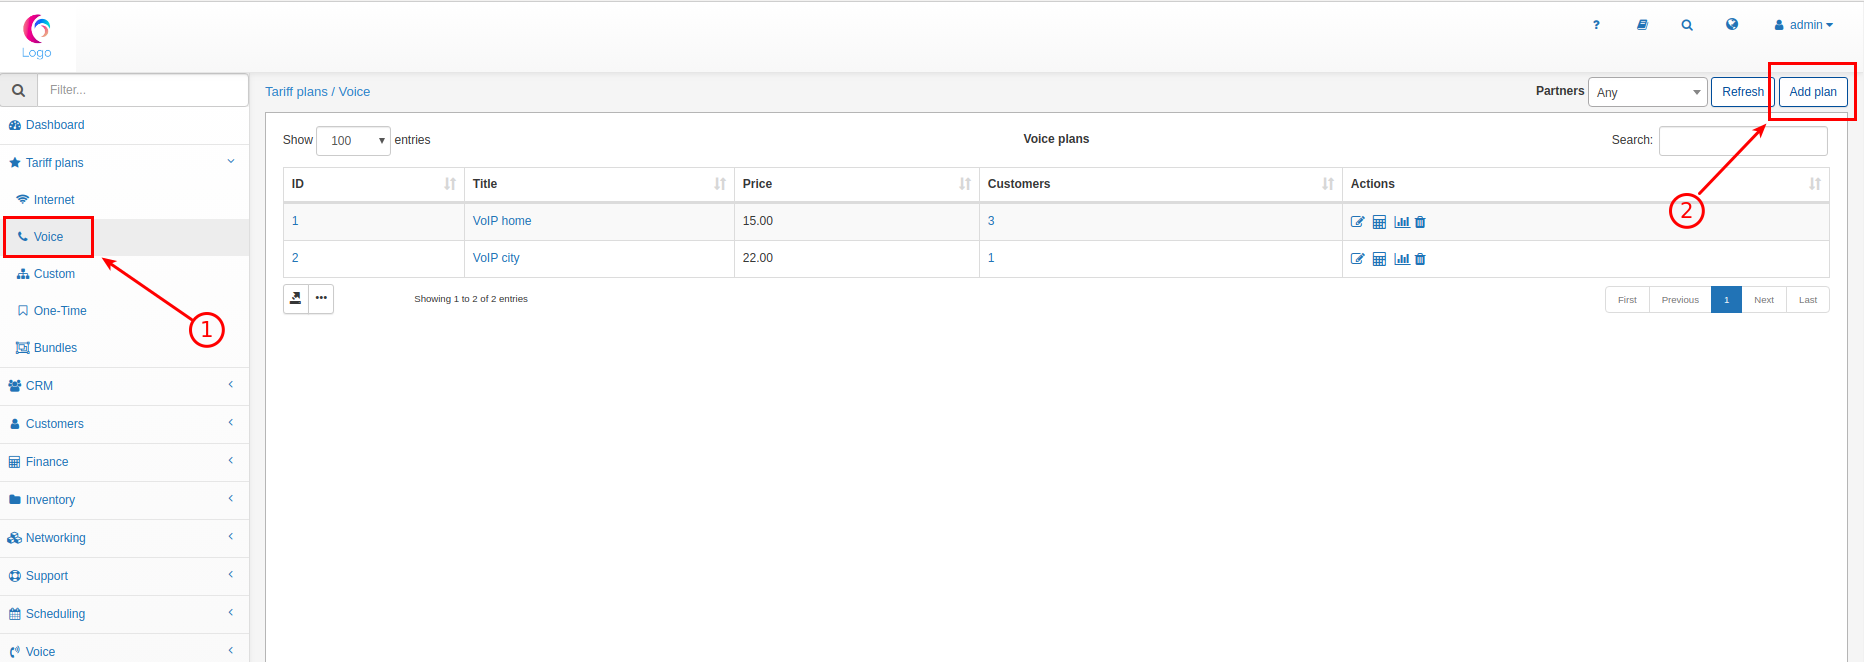 Logo
? admin
Filter...
Tariff plans / Voice
Partners Any Refresh Add plan
Dashboard
Tariff plans
Internet
Voice
Custom
One-Time
Bundles
CRM
Customers
Finance
Inventory
Networking
Support
Scheduling
Voice
1
Show 100 entries
Voice plans
Search:
2
ID Title Price Customers Actions
1 VoIP home 15.00 3
2 VoIP city 22.00 1
Showing 1 to 2 of 2 entries
First Previous 1 Next Last